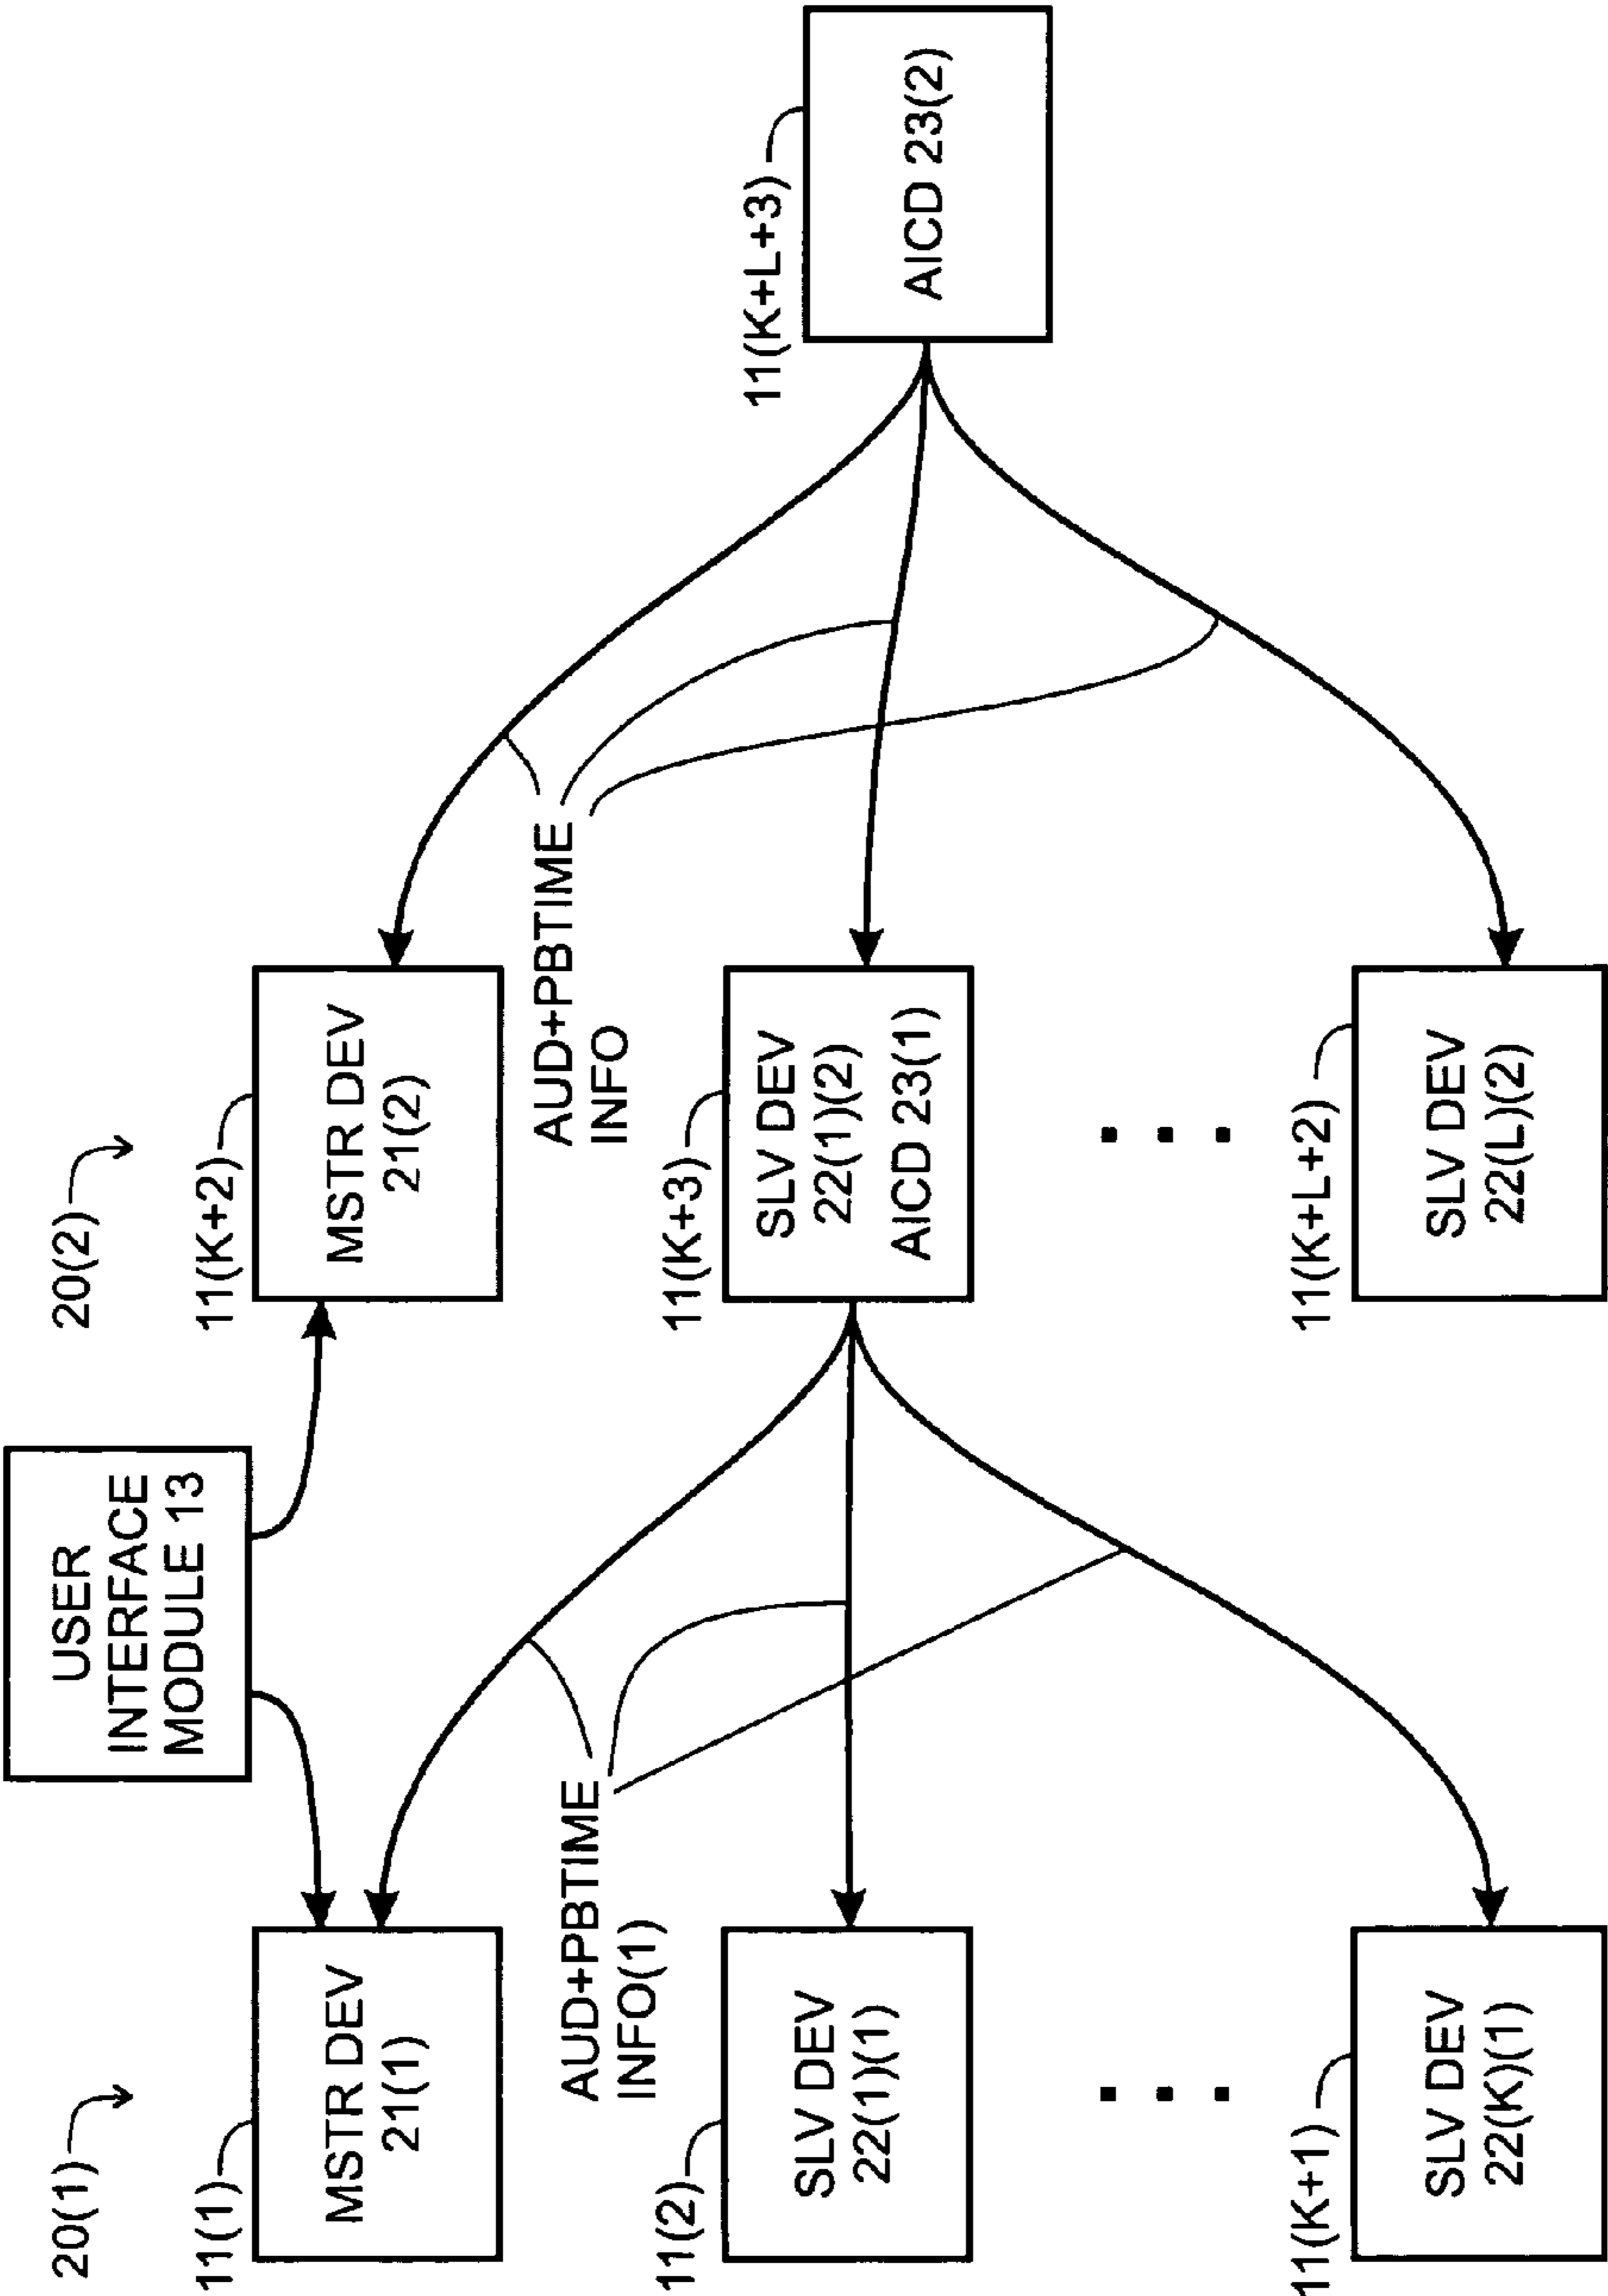 USER
INTERFACE
MODULE 13
20(1)
20(2)
11(1)
MSTR DEV
21(1)
11(K+2)
MSTR DEV
21(2)
AUD+PBTIME
INFO(1)
AUD+PBTIME
INFO
11(2)
SLV DEV
22(1)(1)
11(K+3)
SLV DEV
22(1)(2)
AICD 23(1)
11(K+L+3)
AICD 23(2)
11(K+1)
SLV DEV
22(K)(1)
11(K+L+2)
SLV DEV
22(L)(2)